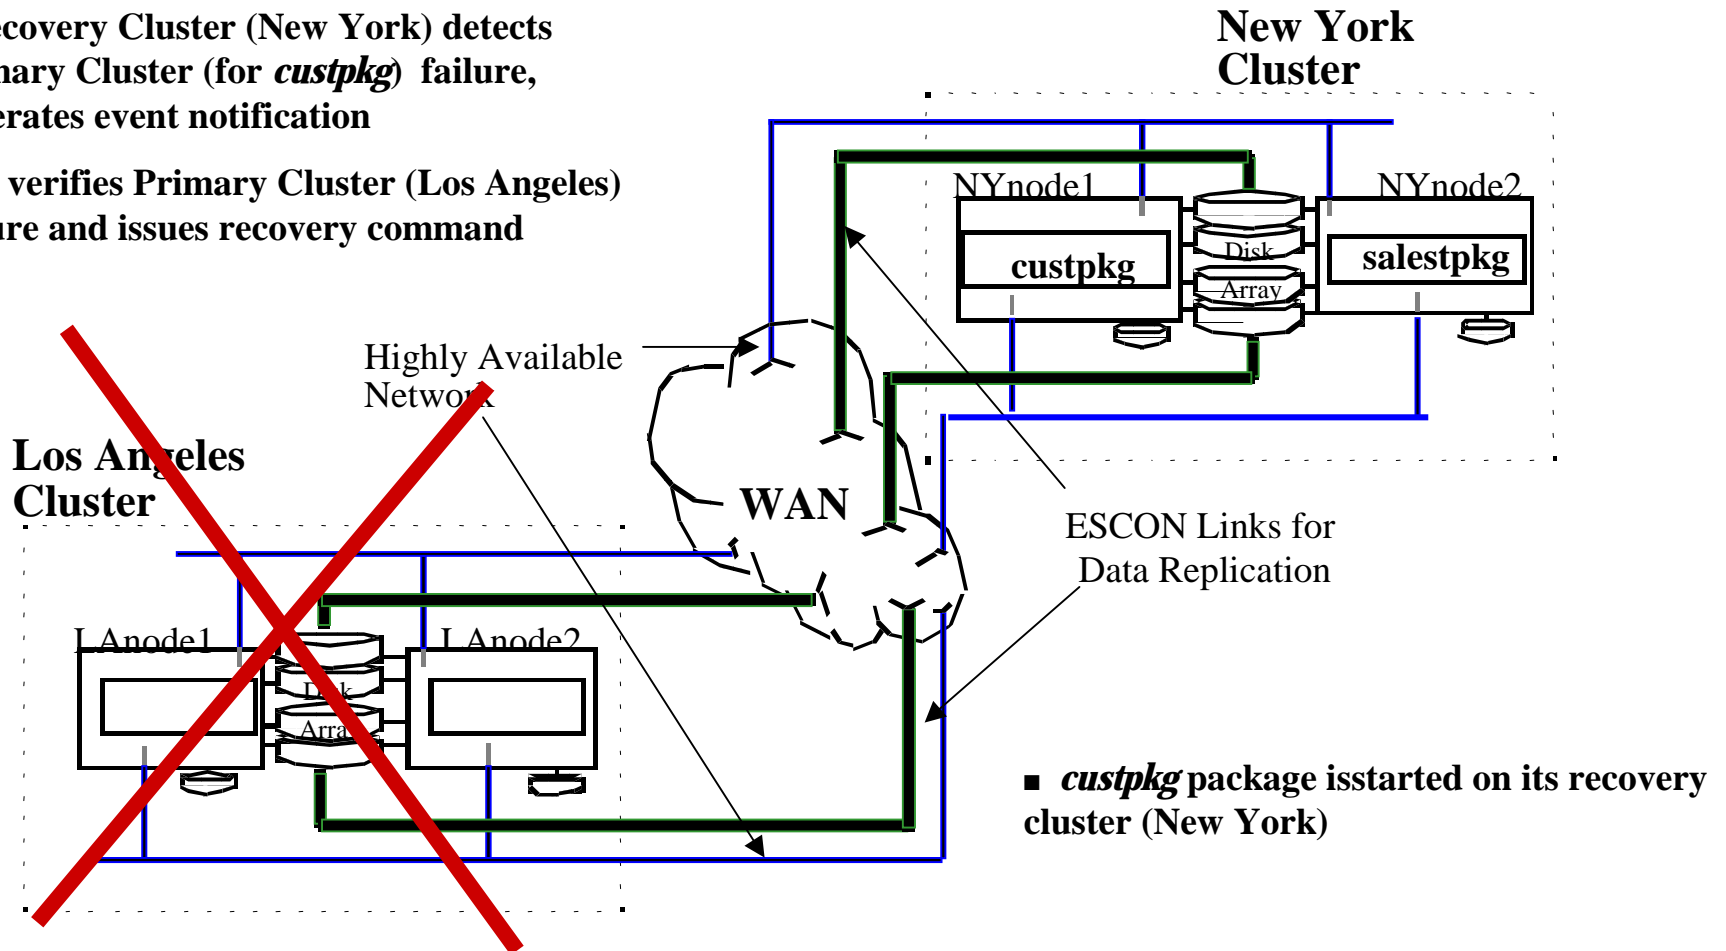 ecovery Cluster (New York) detects
nary Cluster (for custpkg) failure,
erates event notification
verifies Primary Cluster (Los Angeles)
ure and issues recovery command
New York
Cluster
NYnode1
NYnode2
custpkg
Disk
Array
salestpkg
Highly Available
Network
Los Angeles
Cluster
WAN
ESCON Links for
Data Replication
LAnode1
LAnode2
Disk
Array
■ custpkg package isstarted on its recovery
cluster (New York)